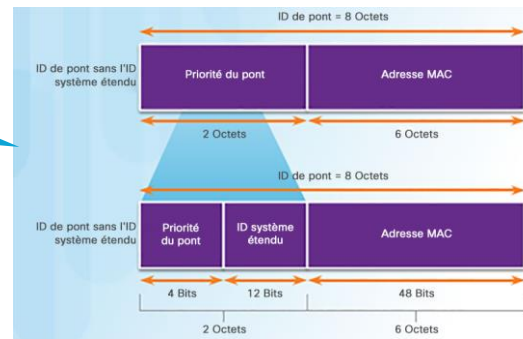 ID de pont = 8 Octets
ID de pont sans l'ID
système étendu
Priorité du pont
Adresse MAC
2 Octets
6 Octets
ID de pont = 8 Octets
ID de pont sans l'ID
système étendu
Priorité
du pont
ID système
étendu
Adresse MAC
4 Bits
12 Bits
48 Bits
2 Octets
6 Octets